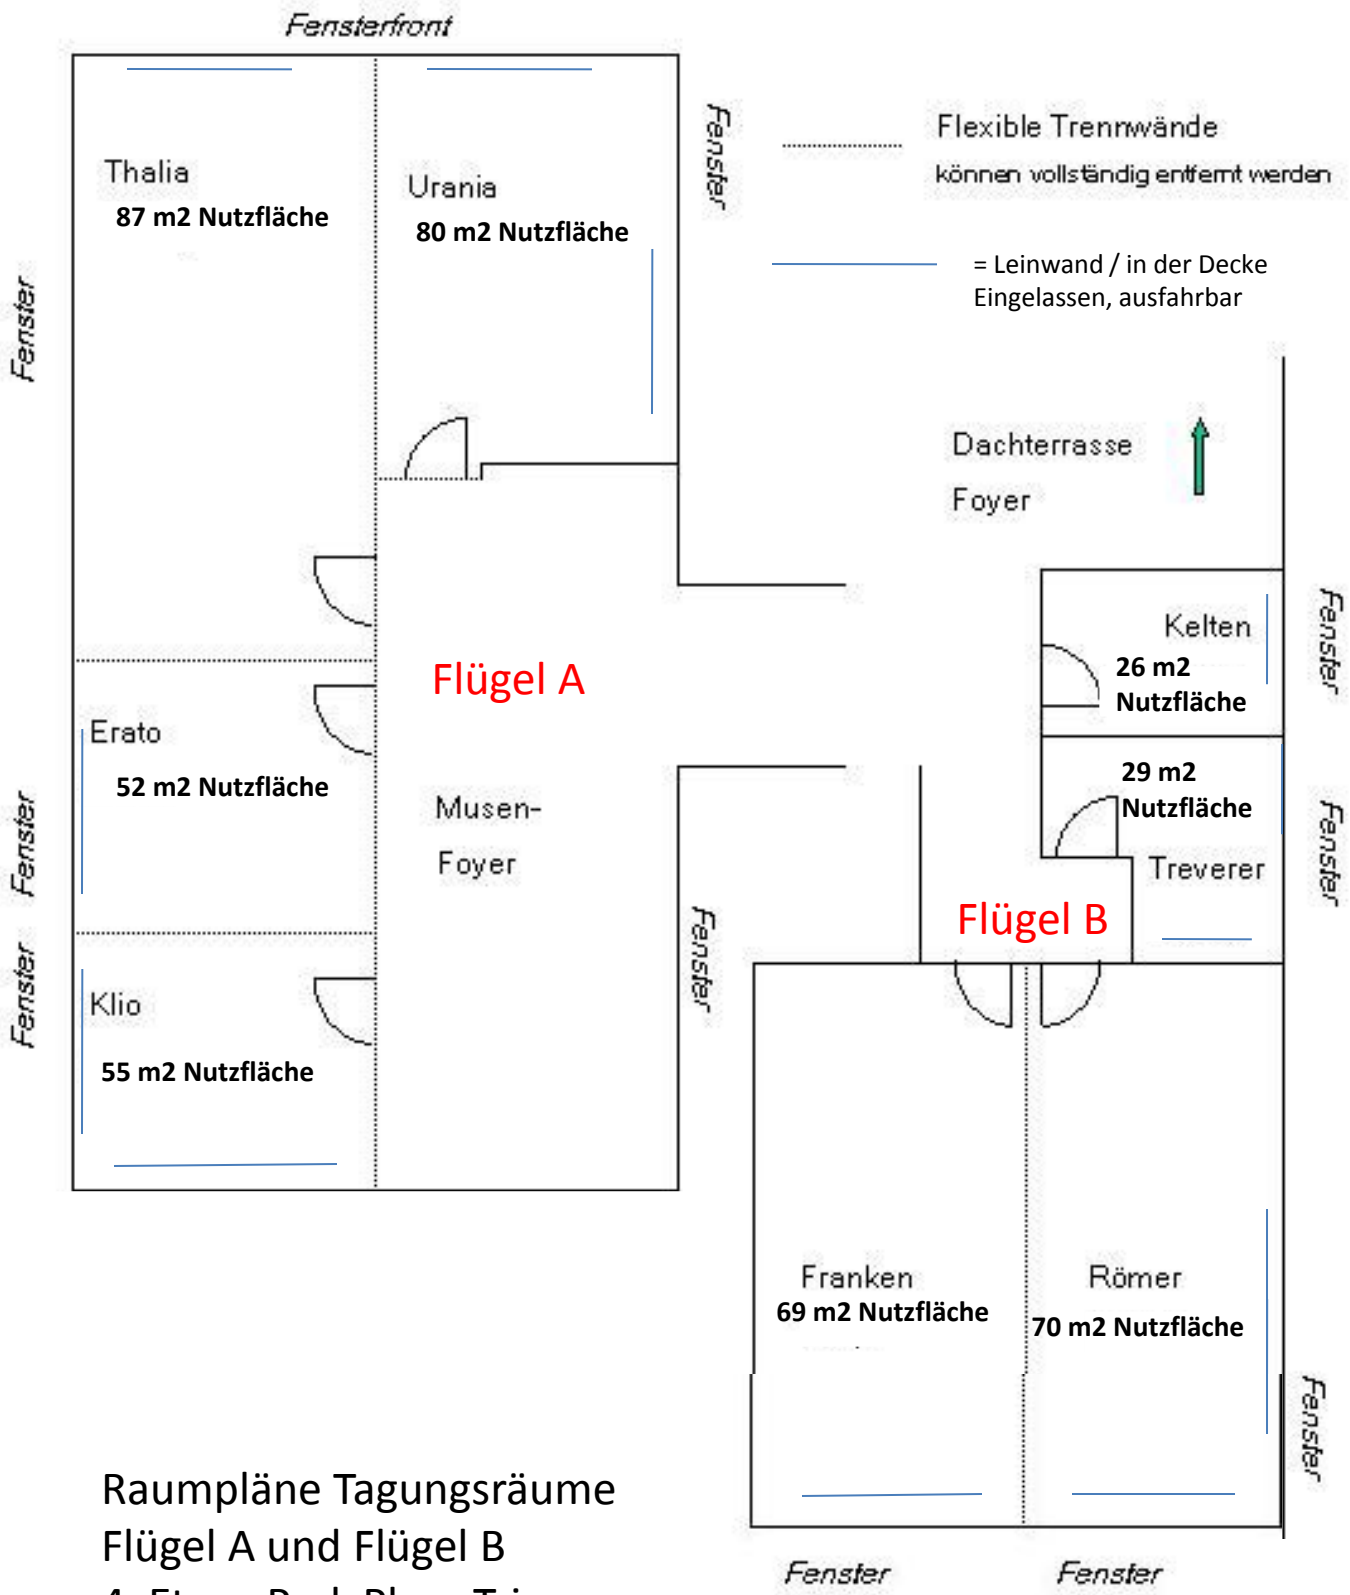 Fensterfront
Fenster
Flexible Trennwände
können vollständig entfernt werden
Thalia
87 m2 Nutzfläche
Urania
80 m2 Nutzfläche
= Leinwand / in der Decke
Eingelassen, ausfahrbar
Fenster
Dachterrasse
Foyer
Kelten
26 m2
Nutzfläche
Fenster
Flügel A
Erato
52 m2 Nutzfläche
Fenster
Musen-
Foyer
29 m2
Nutzfläche
Treverer
Fenster
Flügel B
Fenster
Klio
55 m2 Nutzfläche
Fenster
Franken
69 m2 Nutzfläche
Römer
70 m2 Nutzfläche
Fenster
Raumpläne Tagungsräume
Flügel A und Flügel B
Fenster
Fenster